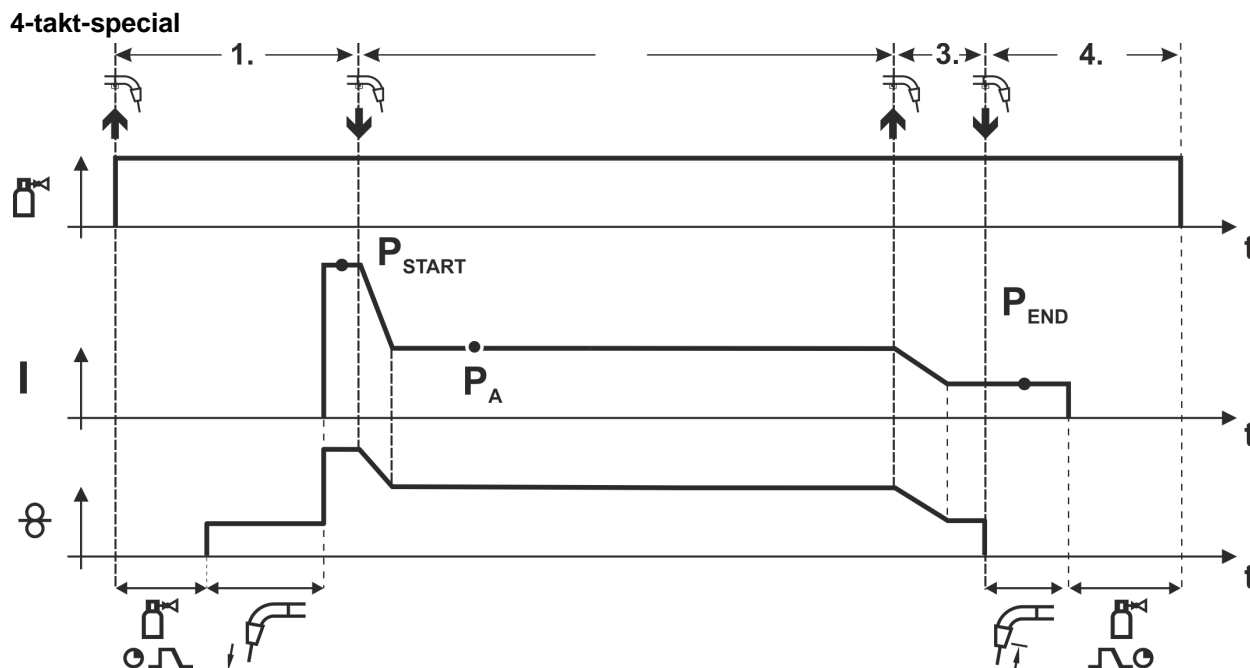 4-takt-special
1. 3. 4.
t
P START
P END
I
P A
t
t